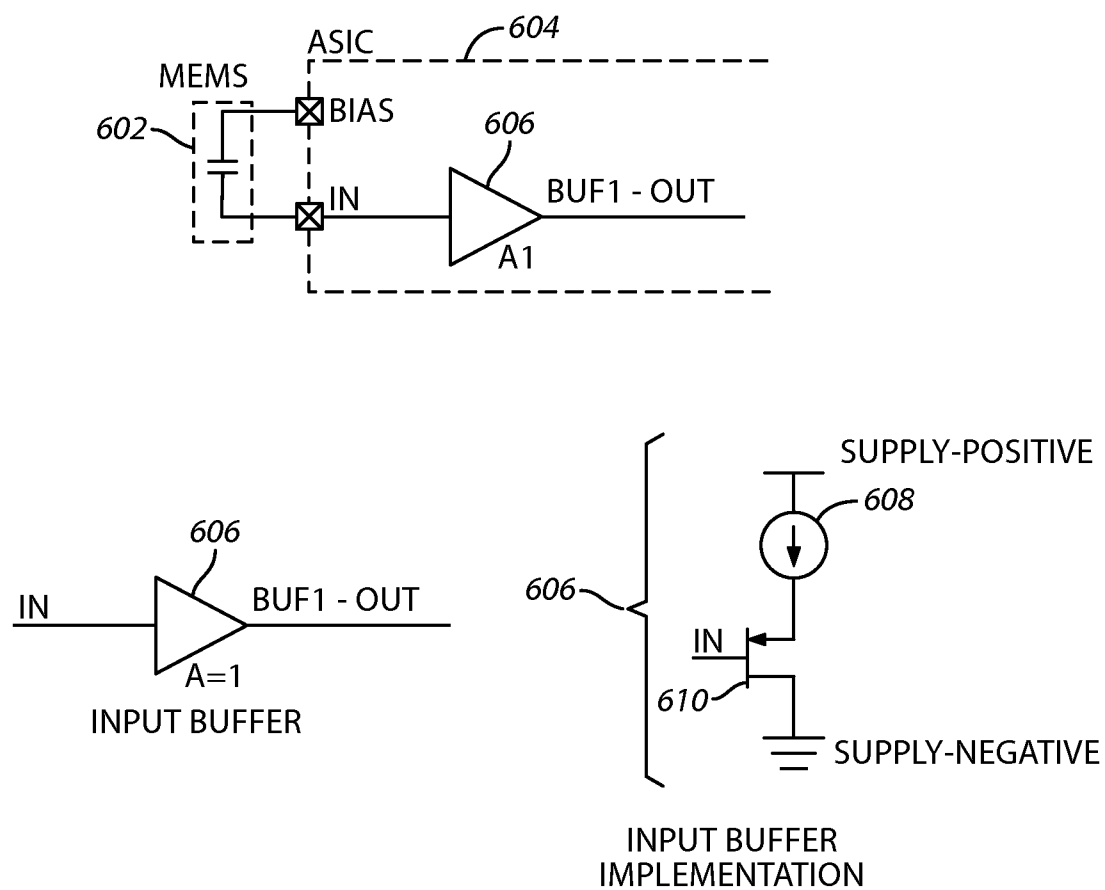 604
ASIC
MEMS
602
BIAS
606
IN
BUF1 - OUT
A1
SUPPLY-POSITIVE
608
606
IN
BUF1 - OUT
A=1
INPUT BUFFER
606
IN
610
SUPPLY-NEGATIVE
INPUT BUFFER
IMPLEMENTATION